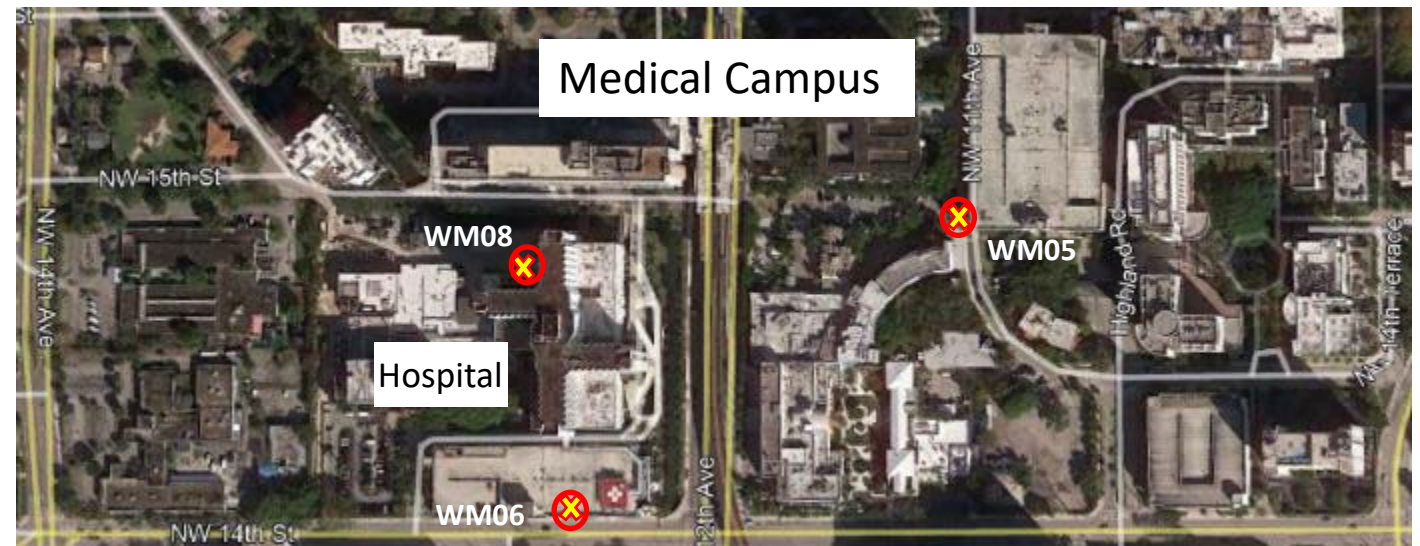 St
Medical Campus
NW 11th Ave
NW 15th St
NW 14th Ave
WM08
WM05
Highland Rd
14th Terrace
Hospital
12th Ave
WM06
NW 14th St